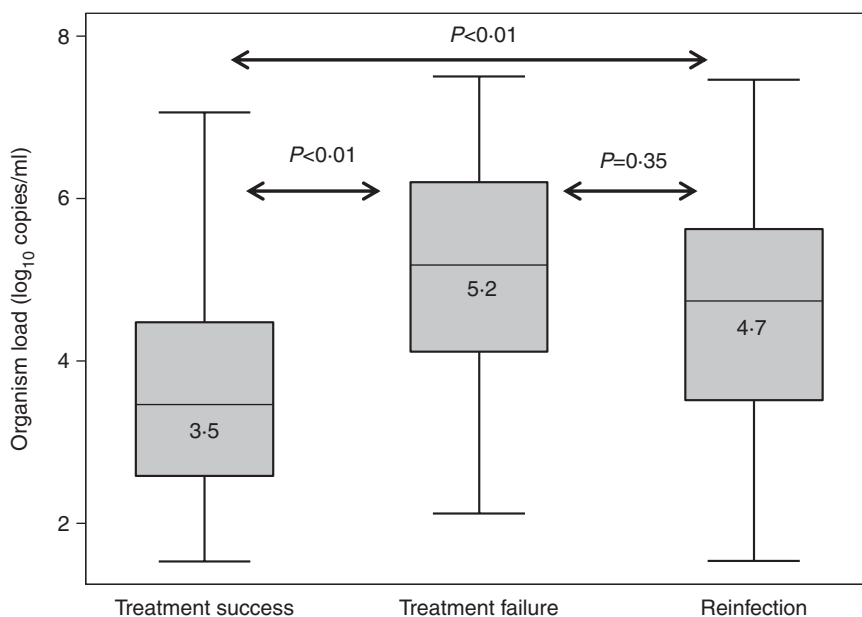 8
P<0·01
P<0·01
P=0·35
6
5·2
4·7
4
3·5
2
Organism load (log10 copies/ml)
Treatment success
Treatment failure
Reinfection